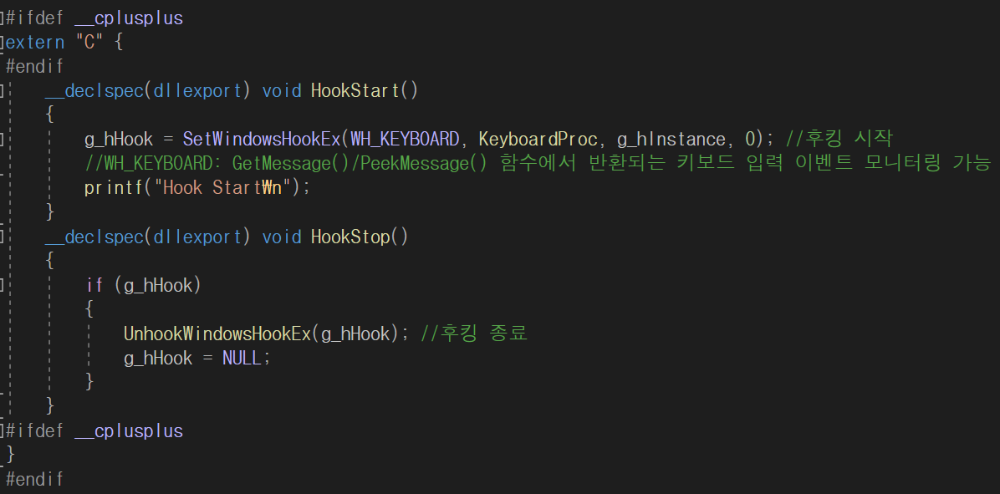 #ifdef __cplusplus
extern "C" {
#endif
__declspec(dllexport) void HookStart()
{
g_hHook = SetWindowsHookEx(WH_KEYBOARD, KeyboardProc, g_hInstance, 0); //후킹 시작
//WH_KEYBOARD: GetMessage()/PeekMessage() 함수에서 반환되는 키보드 입력 이벤트 모니터링 가능
printf("Hook Start₩n");
}
__declspec(dllexport) void HookStop()
{
if (g_hHook)
{
UnhookWindowsHookEx(g_hHook); //후킹 종료
g_hHook = NULL;
}
}
#ifdef __cplusplus
}
#endif